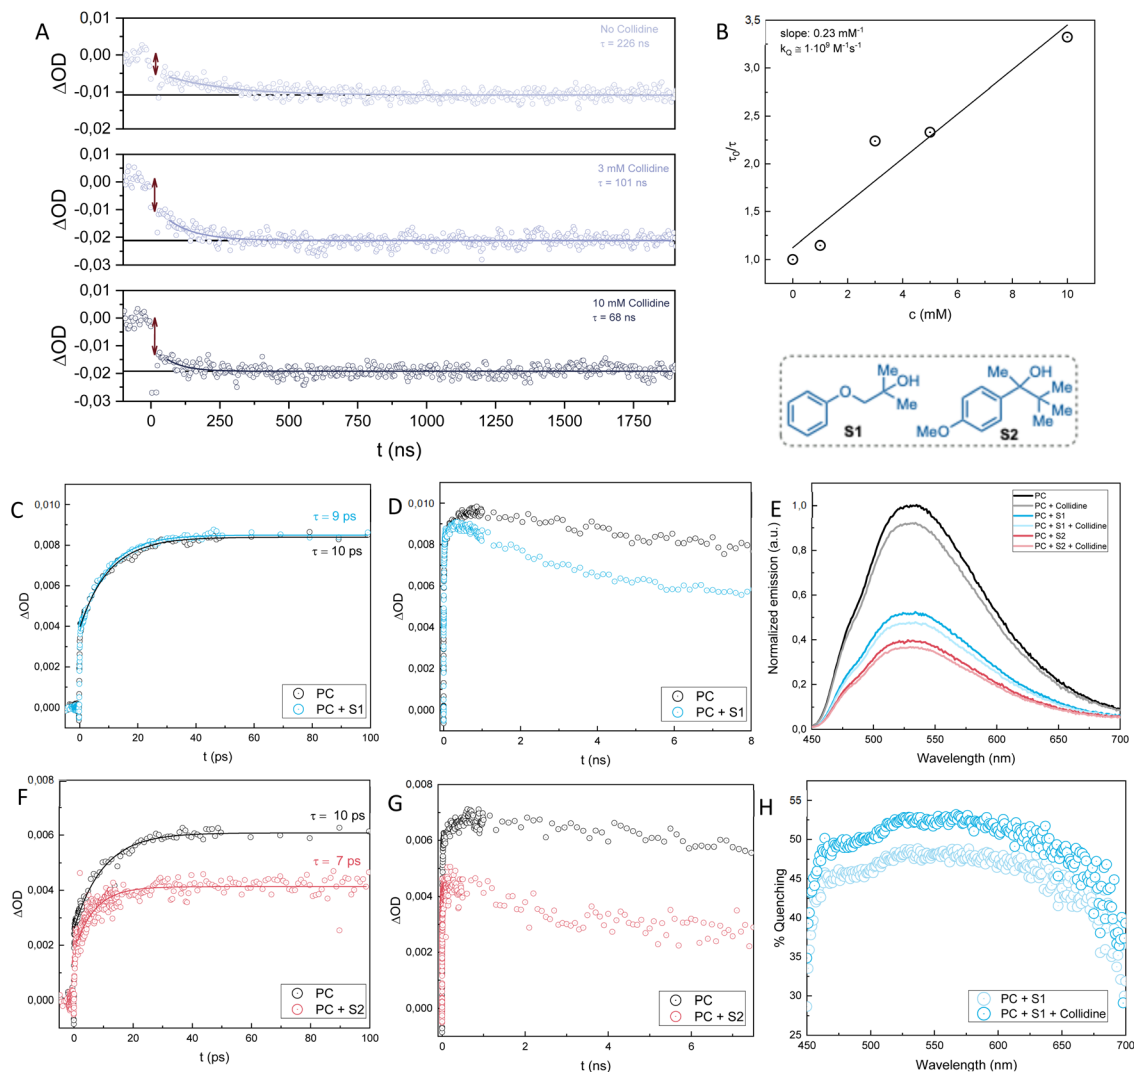 A
0,01
0,00
-0,01
-0,02
ΔOD
No Collidine
τ = 226 ns
0,01
0,00
-0,01
-0,02
-0,03
ΔOD
3 mM Collidine
τ = 101 ns
0,01
0,00
-0,01
-0,02
-0,03
ΔOD
10 mM Collidine
τ = 68 ns
0 250 500 750 1000 1250 1500 1750
t (ns)
B
slope: 0.23 mM⁻¹
k_Q ≅ 1·10⁹ M⁻¹s⁻¹
3,5
3,0
2,5
2,0
1,5
1,0
τ₀/τ
0 2 4 6 8 10
c (mM)
Me
OH
O
Me
S1
Me OH
Me
Me
Me
MeO
S2
C
0,010
0,008
0,006
0,004
0,002
0,000
ΔOD
τ = 9 ps
τ = 10 ps
PC
PC + S1
0 20 40 60 80 100
t (ps)
D
0,010
0,008
0,006
0,004
0,002
0,000
ΔOD
PC
PC + S1
0 2 4 6 8
t (ns)
E
1,0
0,8
0,6
0,4
0,2
0,0
Normalized emission (a.u.)
PC
PC + Collidine
PC + S1
PC + S1 + Collidine
PC + S2
PC + S2 + Collidine
450 500 550 600 650 700
Wavelength (nm)
F
0,008
0,006
0,004
0,002
0,000
ΔOD
τ = 10 ps
τ = 7 ps
PC
PC + S2
0 20 40 60 80 100
t (ps)
G
0,008
0,007
0,006
0,005
0,004
0,003
0,002
0,001
0,000
ΔOD
PC
PC + S2
0 2 4 6
t (ns)
H
55
50
45
40
35
30
25
% Quenching
PC + S1
PC + S1 + Collidine
450 500 550 600 650 700
Wavelength (nm)